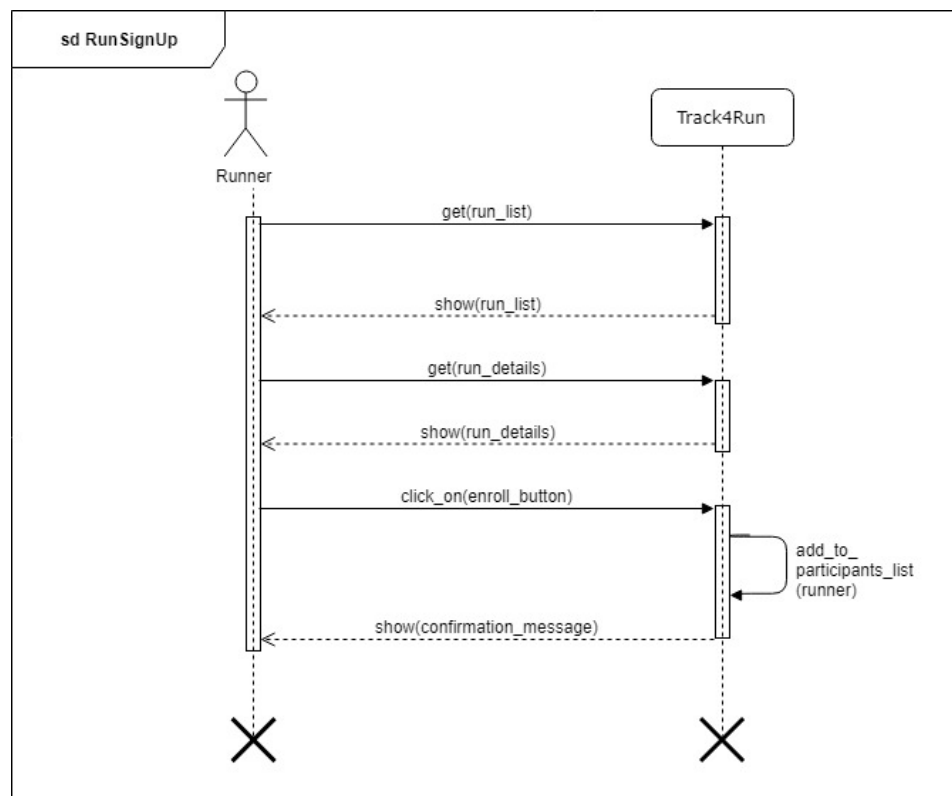 sd RunSignUp
Track4Run
Runner
get(run_list)
show(run_list)
get(run_details)
show(run_details)
click_on(enroll_button)
add_to_
participants_list
(runner)
show(confirmation_message)